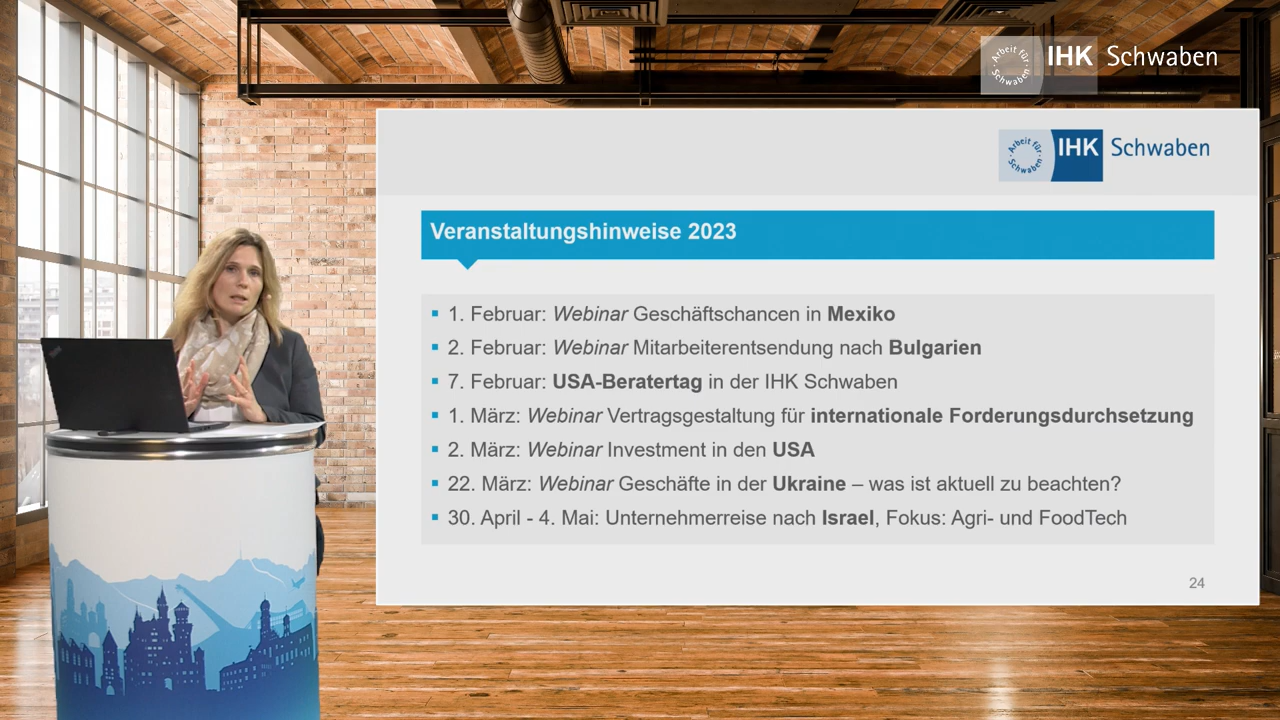 Arbeit für Schwaben
IHK Schwaben
Arbeit für Schwaben
IHK Schwaben
Veranstaltungshinweise 2023
1. Februar: Webinar Geschäftschancen in Mexiko
2. Februar: Webinar Mitarbeiterentsendung nach Bulgarien
7. Februar: USA-Beratertag in der IHK Schwaben
1. März: Webinar Vertragsgestaltung für internationale Forderungsdurchsetzung
2. März: Webinar Investment in den USA
22. März: Webinar Geschäfte in der Ukraine – was ist aktuell zu beachten?
30. April - 4. Mai: Unternehmerreise nach Israel, Fokus: Agri- und FoodTech
24